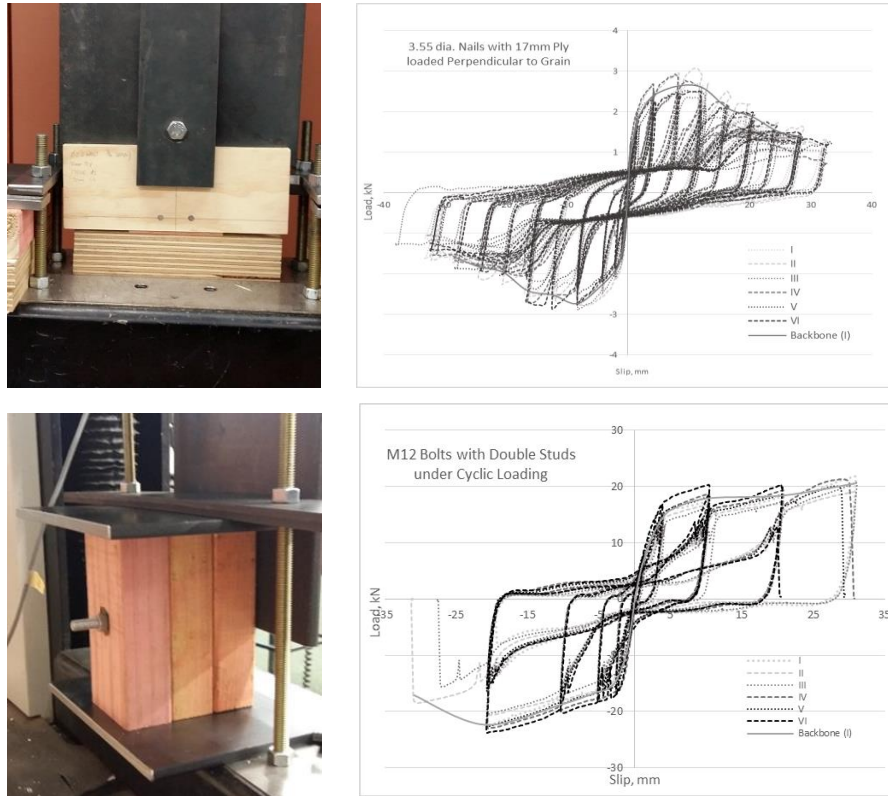 3.55 dia. Nails with 17mm Ply
loaded Perpendicular to Grain
4
3
2
1
Load, kN
-40
-20
10
20
30
40
-2
-3
-4
I
II
III
IV
V
VI
Backbone (I)
Slip, mm
M12 Bolts with Double Studs
under Cyclic Loading
30
20
10
0
Load, kN
-35
-25
-15
-5
5
15
25
35
-10
-20
-30
I
II
III
IV
V
VI
Backbone (I)
Slip, mm